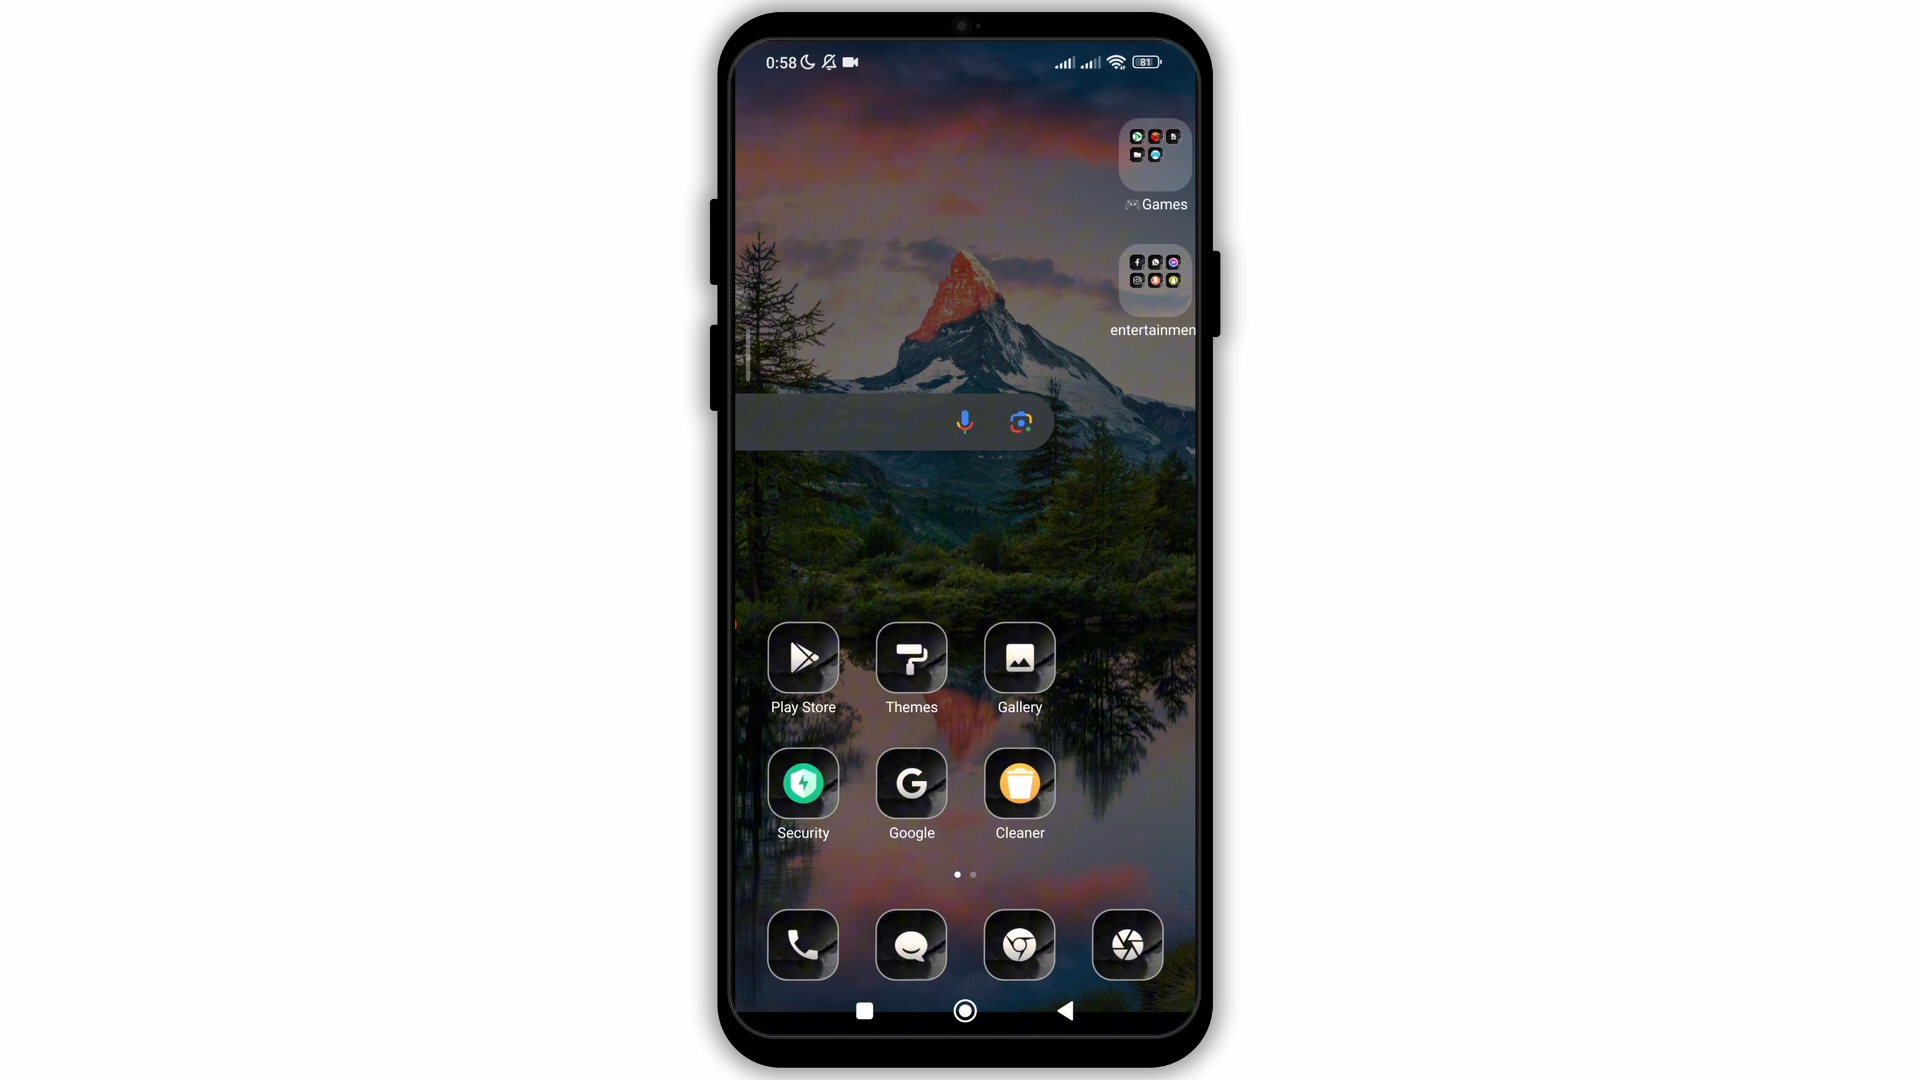 0:58
81
🎮Games
entertainmen
Play Store
Themes
Gallery
Security
Google
Cleaner